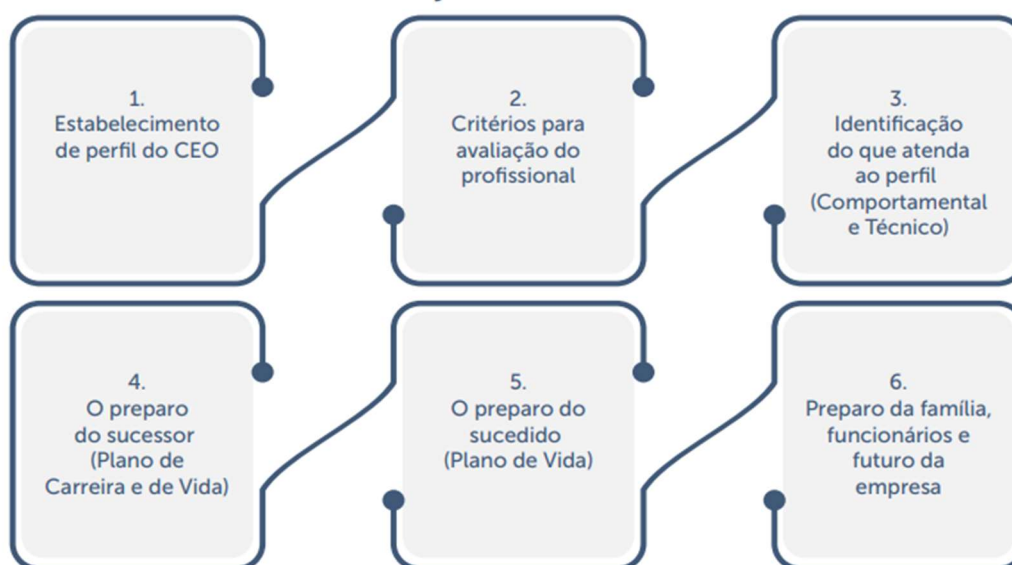 1.
Estabelecimento
de perfil do CEO
2.
Critérios para
avaliação do
profissional
3.
Identificação
do que atenda
ao perfil
(Comportamental
e Técnico)
4.
O preparo
do sucessor
(Plano de
Carreira e de Vida)
5.
O preparo do
sucedido
(Plano de Vida)
6.
Preparo da família,
funcionários e
futuro da
empresa